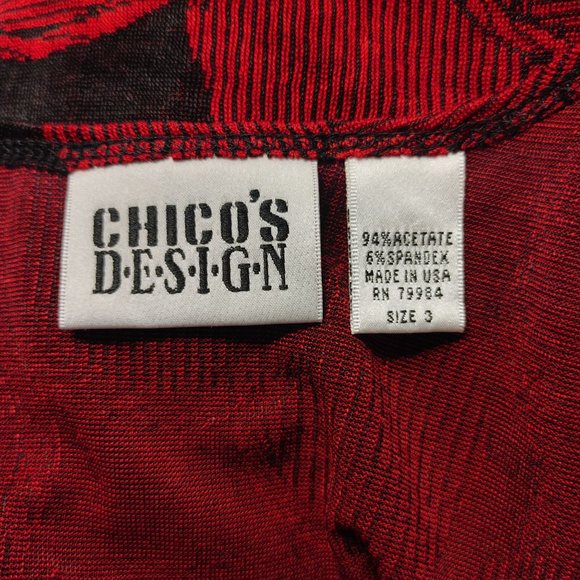 CHICO'S
D·E·S·I·G·N
94%ACETATE
6%SPANDEX
MADE IN USA
RN 79984
SIZE 3